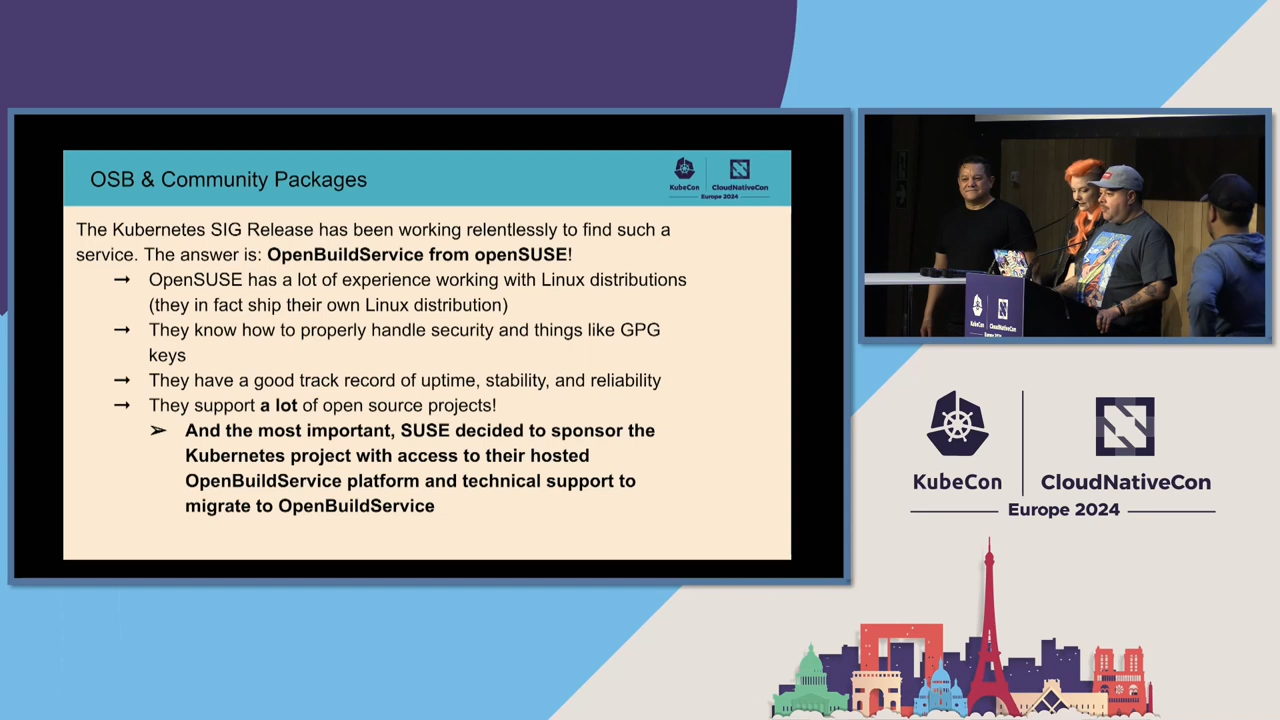 OSB & Community Packages
KubeCon
CloudNativeCon
Europe 2024
The Kubernetes SIG Release has been working relentlessly to find such a
service. The answer is: OpenBuildService from openSUSE!
→ OpenSUSE has a lot of experience working with Linux distributions
(they in fact ship their own Linux distribution)
→ They know how to properly handle security and things like GPG
keys
→ They have a good track record of uptime, stability, and reliability
→ They support a lot of open source projects!
➢ And the most important, SUSE decided to sponsor the
Kubernetes project with access to their hosted
OpenBuildService platform and technical support to
migrate to OpenBuildService
KubeCon
CloudNativeCon
Europe 2024
KubeCon
CloudNativeCon
Europe 2024